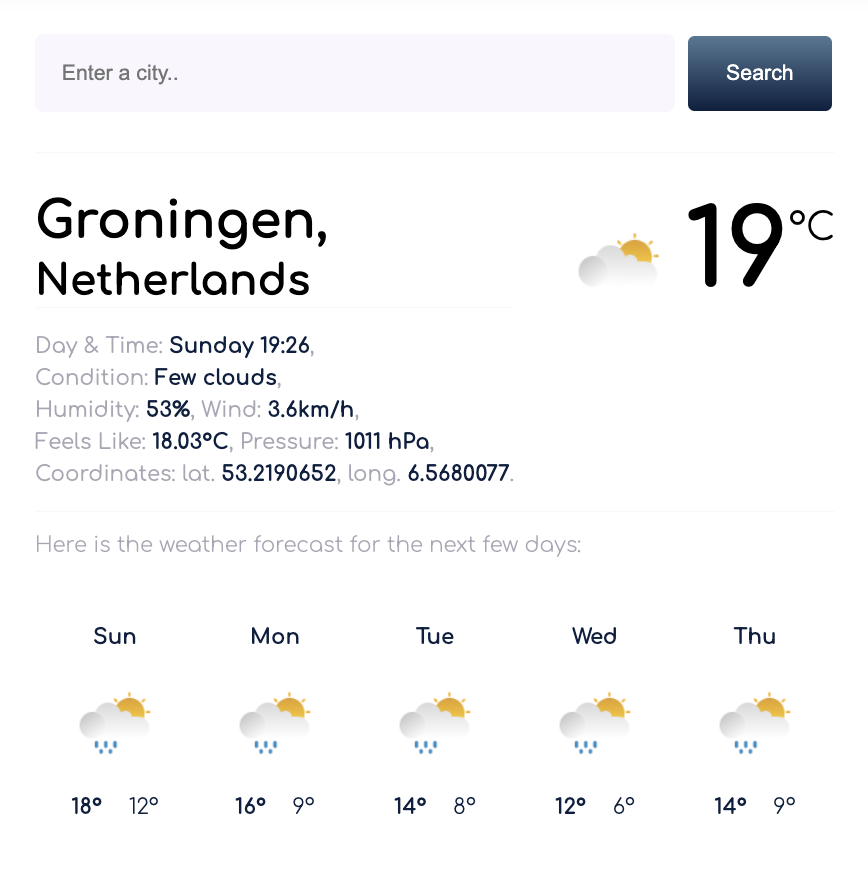 Enter a city..
Search
Groningen,
Netherlands
19°C
Day & Time: Sunday 19:26,
Condition: Few clouds,
Humidity: 53%, Wind: 3.6km/h,
Feels Like: 18.03°C, Pressure: 1011 hPa,
Coordinates: lat. 53.2190652, long. 6.5680077.
Here is the weather forecast for the next few days:
Sun Mon Tue Wed Thu
18° 12° 16° 9° 14° 8° 12° 6° 14° 9°